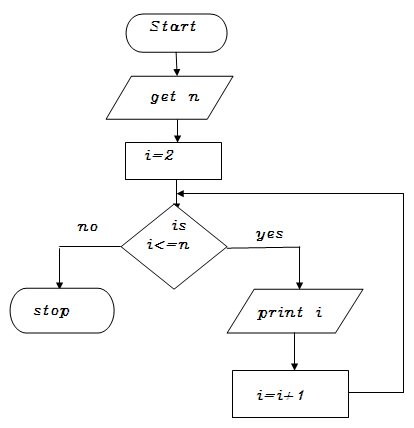 Start
get n
i=2
is
i<=n
no
yes
stop
print i
i=i+1